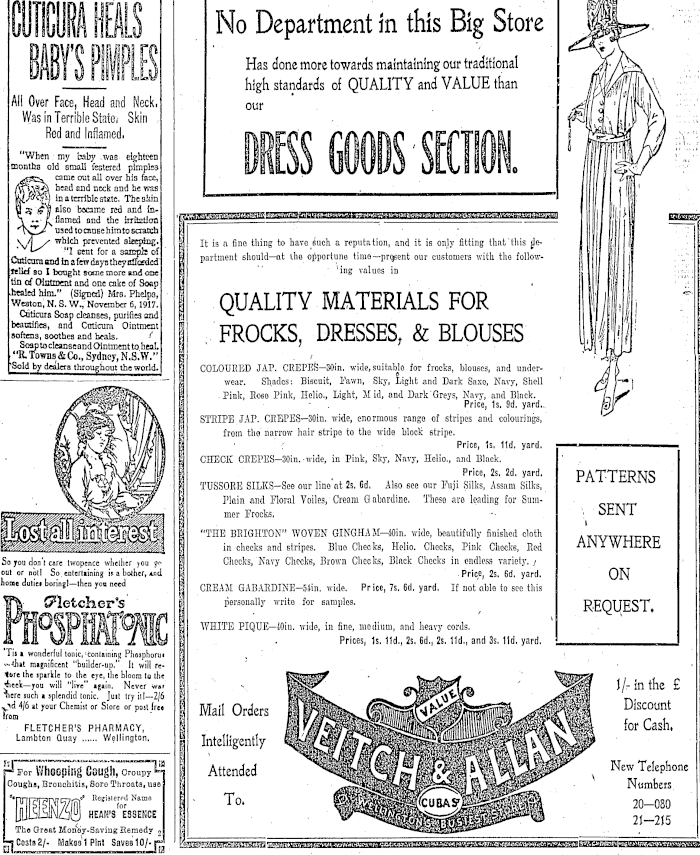 CUTICURA HEALS
BABY'S PIMPLES
All Over Face, Head and Neck.
Was in Terrible State. Skin
Red and Inflamed.
"When my baby was eighteen
months old small festered pimples
came out all over his face,
head and neck and he was
in a terrible state. The skin
also became red and in-
flamed and the irritation
used to cause him to scratch
which prevented sleeping.
"I sent for a sample of
Cuticura and in a few days they afforded
relief so I bought some more and one
tin of Ointment and one cake of Soap
healed him." (Signed) Mrs. Phelps,
Weston, N. S. W., November 6, 1917.
Cuticura Soap cleanses, purifies and
beautifies, and Cuticura Ointment
softens, soothes and heals.
Soap to cleanse and Ointment to heal.
"R. Towns & Co., Sydney, N.S.W."
Sold by dealers throughout the world.
Lost all interest
So you don't care twopence whether you go
out or not! So entertaining is a bother, and
home duties boring!—then you need
Fletcher's
PHOSPHATONIC
'Tis a wonderful tonic, containing Phosphorus
—that magnificent "builder-up." It will re-
store the sparkle to the eye, the bloom to the
cheek—you will "live" again. Never was
there such a splendid tonic. Just try it!—2/6
and 4/6 at your Chemist or Store or post free
from
FLETCHER'S PHARMACY,
Lambton Quay ...... Wellington.
For Whooping Cough, Croupy
Coughs, Bronchitis, Sore Throats, use
"HEENZO" Registered Name
for
HEAN'S ESSENCE
The Great Money-Saving Remedy
Costs 2/- Makes 1 Pint Saves 10/-
No Department in this Big Store
Has done more towards maintaining our traditional
high standards of QUALITY and VALUE than
our
DRESS GOODS SECTION.
It is a fine thing to have such a reputation, and it is only fitting that this de-
partment should—at the opportune time—present our customers with the follow-
ing values in
QUALITY MATERIALS FOR
FROCKS, DRESSES, & BLOUSES
COLOURED JAP. CREPES—30in. wide, suitable for frocks, blouses, and under-
wear. Shades: Biscuit, Fawn, Sky, Light and Dark Saxe, Navy, Shell
Pink, Rose Pink, Helio., Light, Mid, and Dark Greys, Navy, and Black.
Price, 1s. 9d. yard.
STRIPE JAP. CREPES—30in. wide, enormous range of stripes and colourings,
from the narrow hair stripe to the wide block stripe.
Price, 1s. 11d. yard.
CHECK CREPES—30in. wide, in Pink, Sky, Navy, Helio., and Black.
Price, 2s. 2d. yard.
TUSSORE SILKS—See our line at 2s. 6d. Also see our Fuji Silks, Assam Silks,
Plain and Floral Voiles, Cream Gabardine. These are leading for Sum-
mer Frocks.
"THE BRIGHTON" WOVEN GINGHAM—40in. wide, beautifully finished cloth
in checks and stripes. Blue Checks, Helio. Checks, Pink Checks, Red
Checks, Navy Checks, Brown Checks, Black Checks in endless variety.
Price, 2s. 6d. yard.
CREAM GABARDINE—54in. wide. Price, 7s. 6d. yard. If not able to see this
personally write for samples.
WHITE PIQUE—40in. wide, in fine, medium, and heavy cords.
Prices, 1s. 11d., 2s. 6d., 2s. 11d., and 3s. 11d. yard.
PATTERNS
SENT
ANYWHERE
ON
REQUEST.
Mail Orders
Intelligently
Attended
To.
VALUE
VEITCH & ALLAN
CUBA ST
WELLINGTON'S BUSIEST
1/- in the £
Discount
for Cash.
New Telephone
Numbers
20—080
21—215